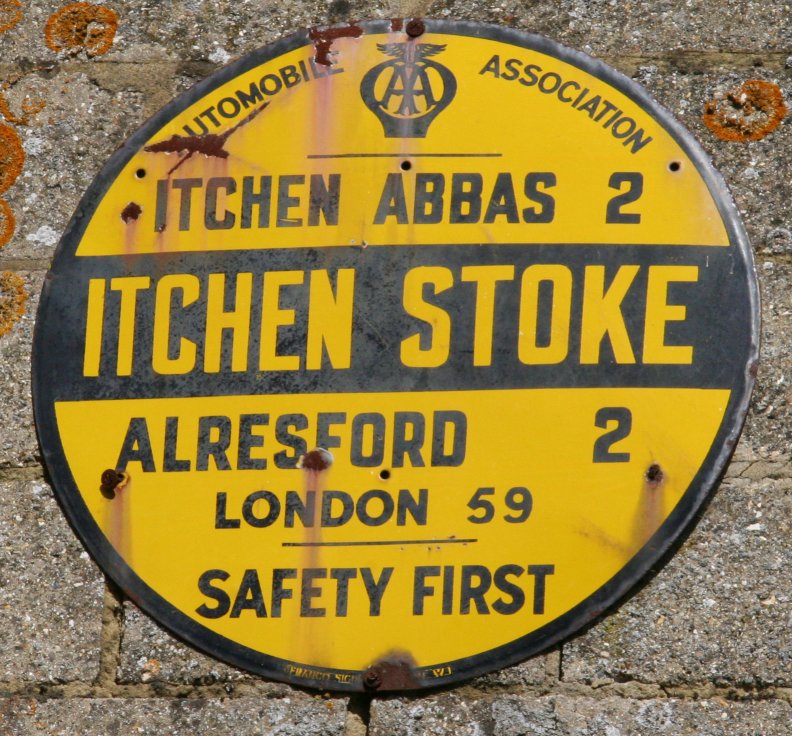 AUTOMOBILE AA ASSOCIATION
ITCHEN ABBAS 2
ITCHEN STOKE
ALRESFORD 2
LONDON 59
SAFETY FIRST